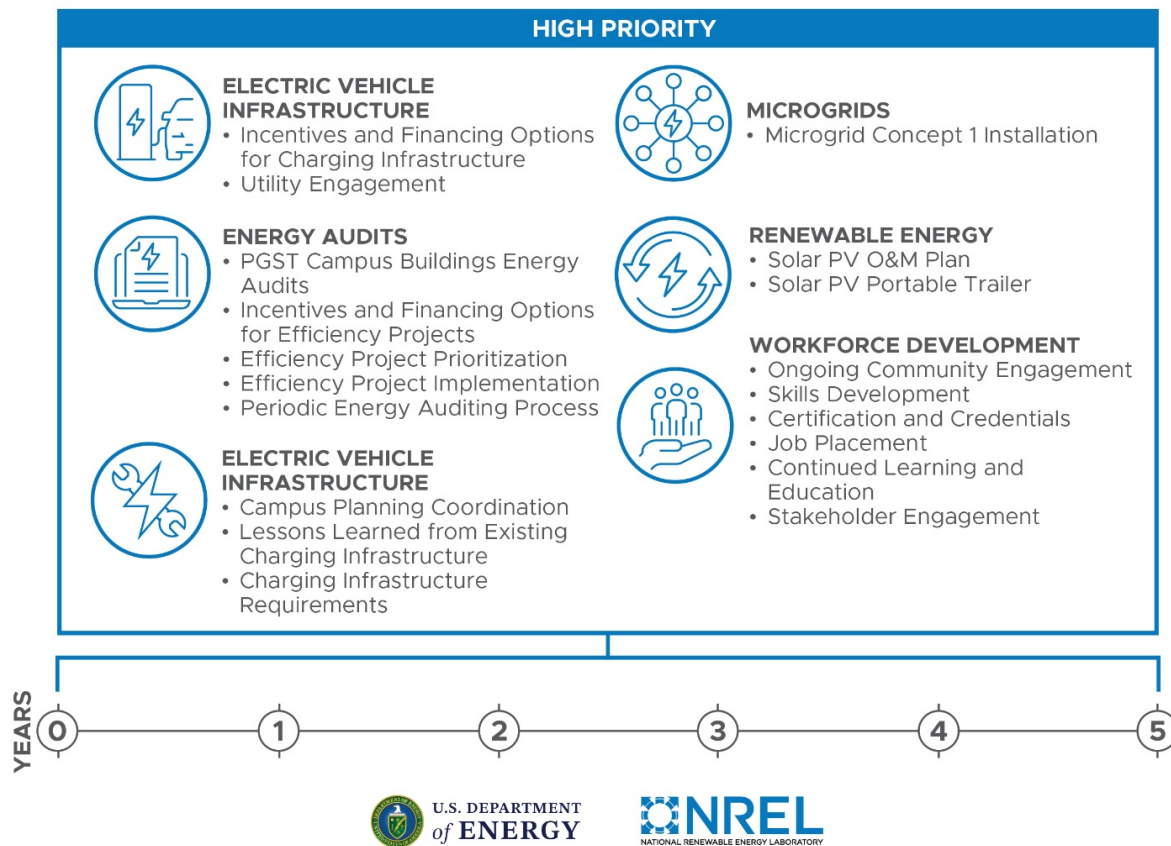 HIGH PRIORITY
ELECTRIC VEHICLE
INFRASTRUCTURE
• Incentives and Financing Options
for Charging Infrastructure
• Utility Engagement
ENERGY AUDITS
• PGST Campus Buildings Energy
Audits
• Incentives and Financing Options
for Efficiency Projects
• Efficiency Project Prioritization
• Efficiency Project Implementation
• Periodic Energy Auditing Process
ELECTRIC VEHICLE
INFRASTRUCTURE
• Campus Planning Coordination
• Lessons Learned from Existing
Charging Infrastructure
• Charging Infrastructure
Requirements
MICROGRIDS
• Microgrid Concept 1 Installation
RENEWABLE ENERGY
• Solar PV O&M Plan
• Solar PV Portable Trailer
WORKFORCE DEVELOPMENT
• Ongoing Community Engagement
• Skills Development
• Certification and Credentials
• Job Placement
• Continued Learning and
Education
• Stakeholder Engagement
YEARS
0 1 2 3 4 5
U.S. DEPARTMENT
of ENERGY
NREL
NATIONAL RENEWABLE ENERGY LABORATORY